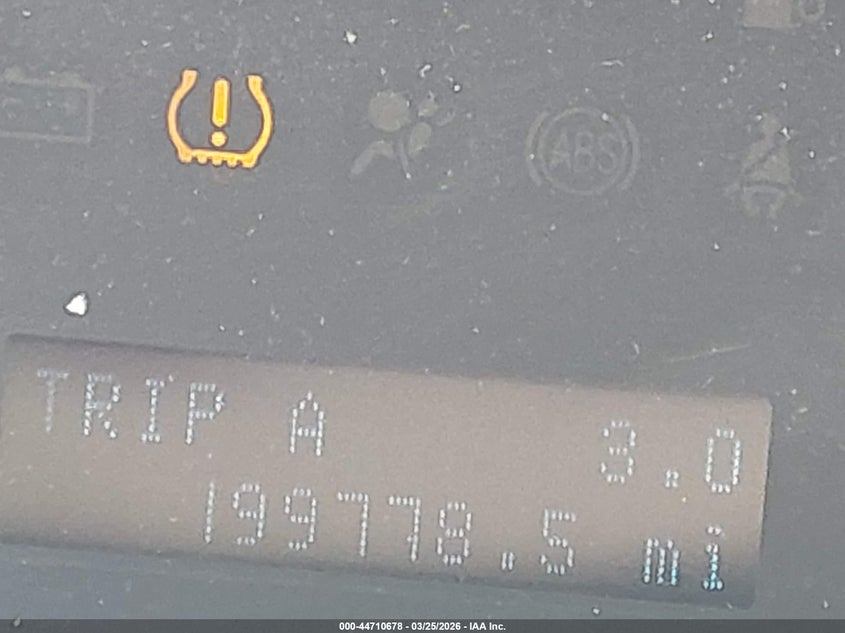 ABS
TRIP A 3.0
199778.5 mi
000-44710678 - 03/25/2026 - IAA Inc.